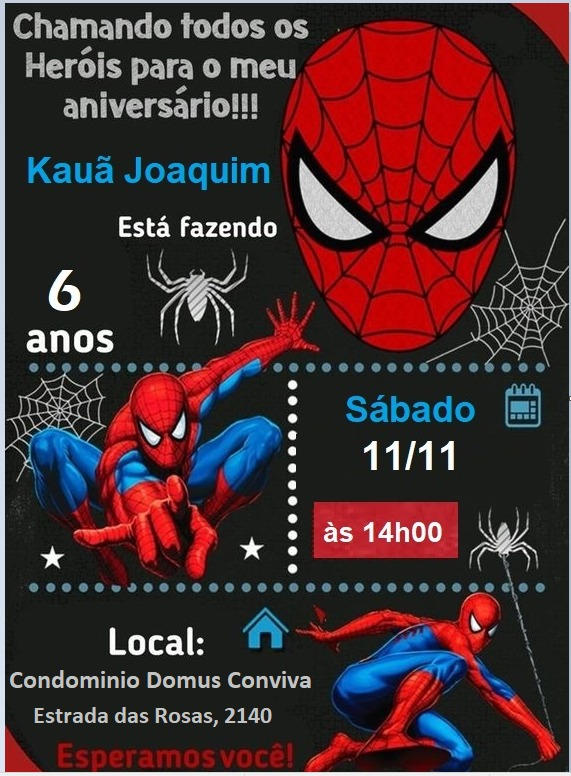 Chamando todos os
Heróis para o meu
aniversário!!!
Kauã Joaquim
Está fazendo
6
anos
Sábado
11/11
às 14h00
Local:
Condominio Domus Conviva
Estrada das Rosas, 2140
Esperamos você!